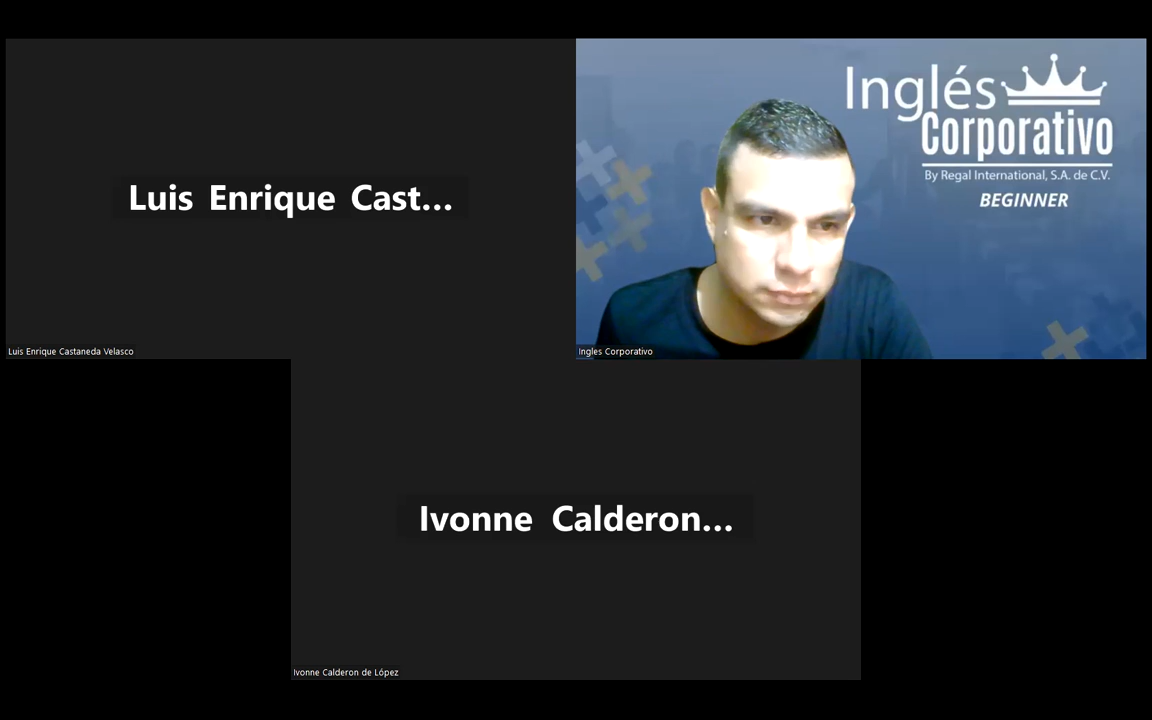 Luis Enrique Cast...
Luis Enrique Castaneda Velasco
Inglés
Corporativo
By Regal International, S.A. de C.V.
BEGINNER
Ingles Corporativo
Ivonne Calderon...
Ivonne Calderon de López